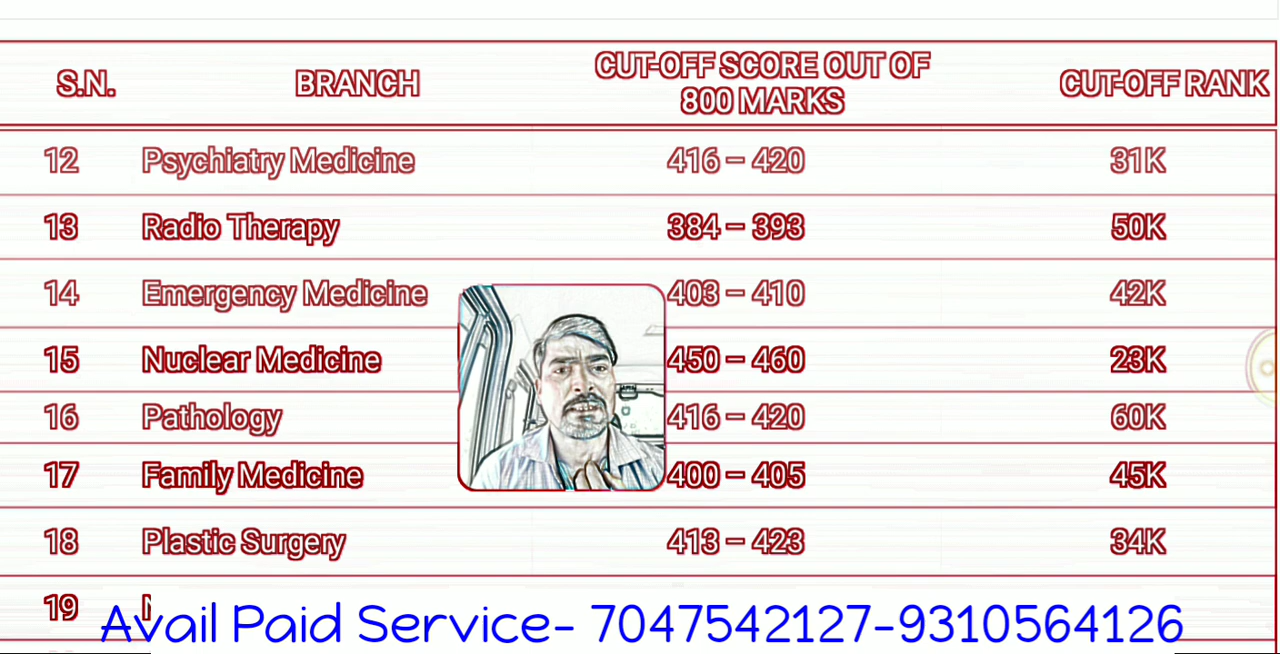 S.N. BRANCH CUT-OFF SCORE OUT OF 800 MARKS CUT-OFF RANK
12 Psychiatry Medicine 416 – 420 31K
13 Radio Therapy 384 – 393 50K
14 Emergency Medicine 403 – 410 42K
15 Nuclear Medicine 450 – 460 23K
16 Pathology 416 – 420 60K
17 Family Medicine 400 – 405 45K
18 Plastic Surgery 413 – 423 34K
19
Avail Paid Service- 7047542127-9310564126